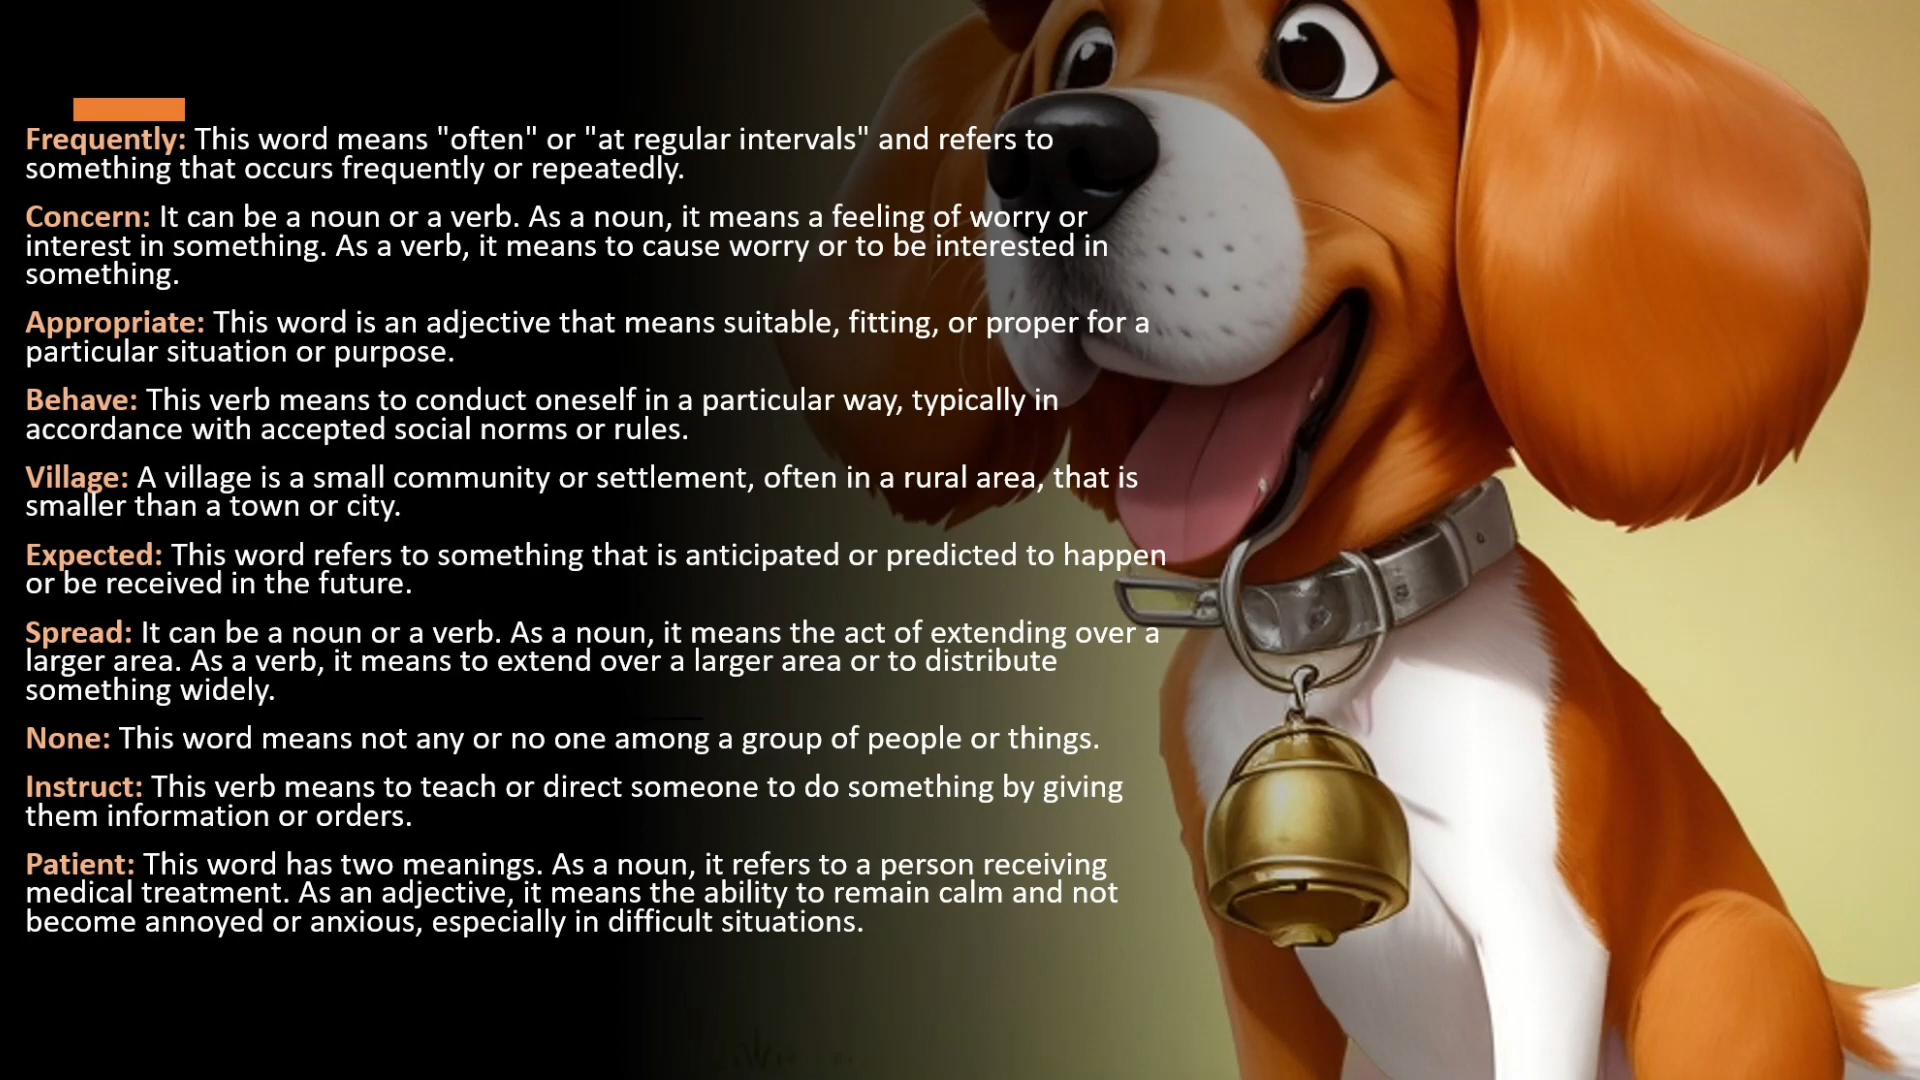 Frequently: This word means "often" or "at regular intervals" and refers to
something that occurs frequently or repeatedly.
Concern: It can be a noun or a verb. As a noun, it means a feeling of worry or
interest in something. As a verb, it means to cause worry or to be interested in
something.
Appropriate: This word is an adjective that means suitable, fitting, or proper for a
particular situation or purpose.
Behave: This verb means to conduct oneself in a particular way, typically in
accordance with accepted social norms or rules.
Village: A village is a small community or settlement, often in a rural area, that is
smaller than a town or city.
Expected: This word refers to something that is anticipated or predicted to happen
or be received in the future.
Spread: It can be a noun or a verb. As a noun, it means the act of extending over a
larger area. As a verb, it means to extend over a larger area or to distribute
something widely.
None: This word means not any or no one among a group of people or things.
Instruct: This verb means to teach or direct someone to do something by giving
them information or orders.
Patient: This word has two meanings. As a noun, it refers to a person receiving
medical treatment. As an adjective, it means the ability to remain calm and not
become annoyed or anxious, especially in difficult situations.